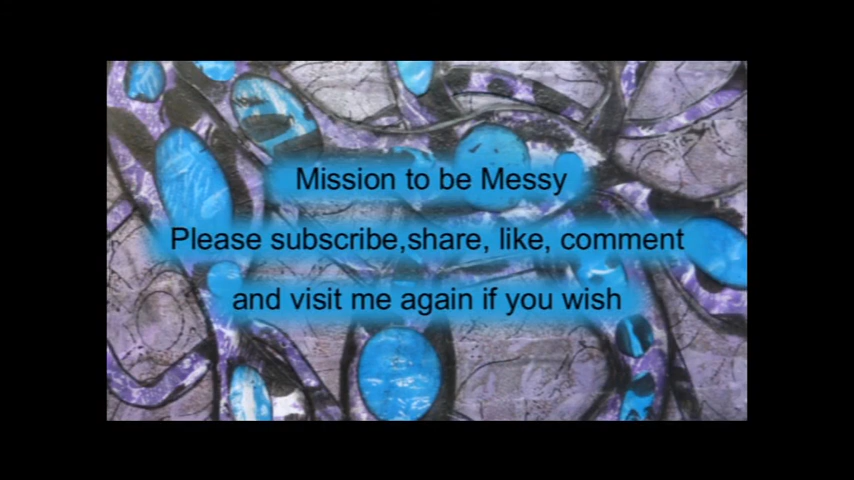 Mission to be Messy
Please subscribe,share, like, comment
and visit me again if you wish